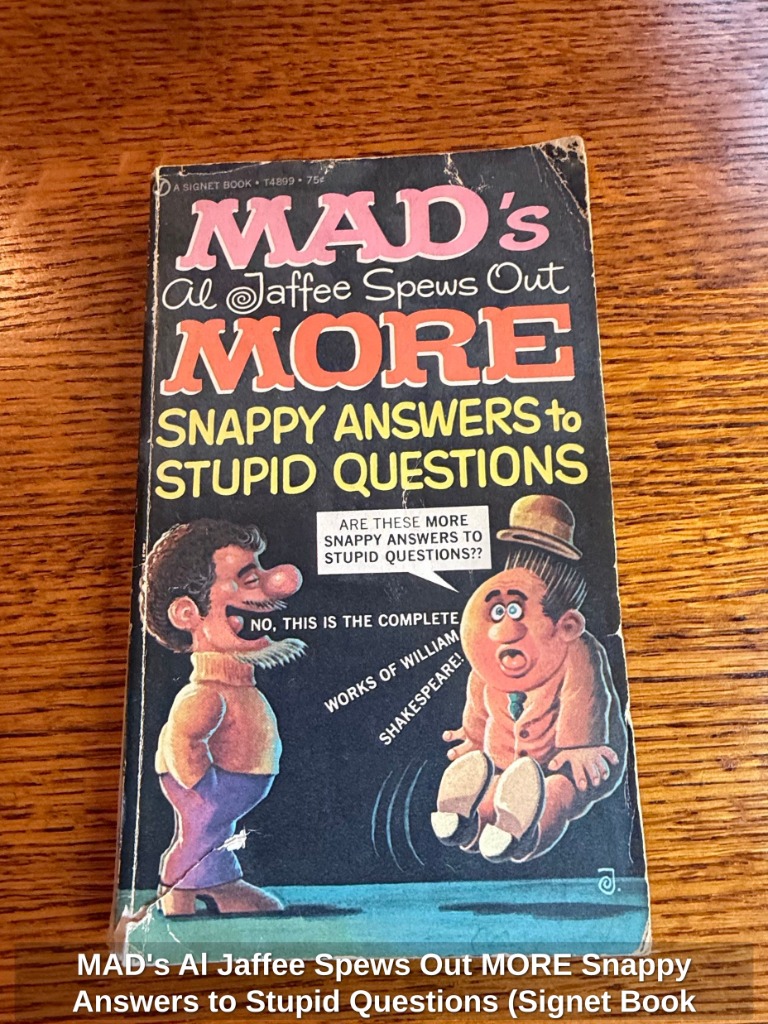 A SIGNET BOOK • T4899 • 75¢
MAD's
Al Jaffee Spews Out
MORE
SNAPPY ANSWERS to
STUPID QUESTIONS
ARE THESE MORE
SNAPPY ANSWERS TO
STUPID QUESTIONS??
NO, THIS IS THE COMPLETE
WORKS OF WILLIAM
SHAKESPEARE!
J.
MAD's Al Jaffee Spews Out MORE Snappy
Answers to Stupid Questions (Signet Book